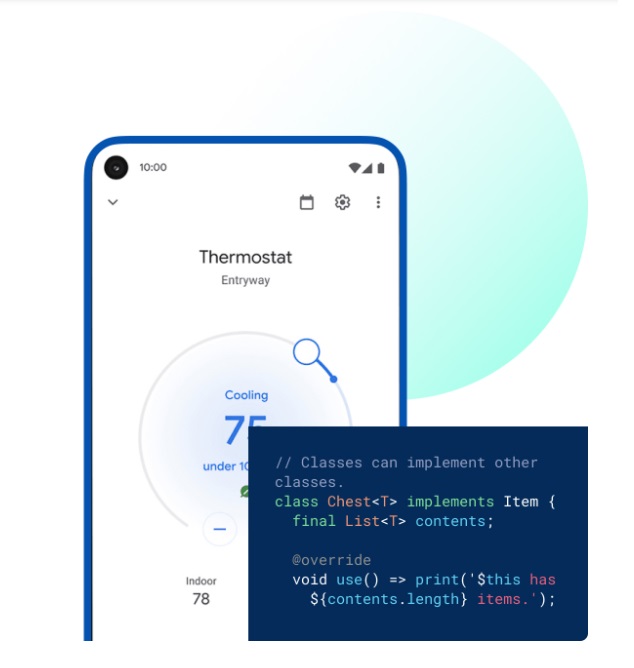 10:00
Thermostat
Entryway
Cooling
75
under 10
Indoor
78
// Classes can implement other
classes.
class Chest<T> implements Item {
final List<T> contents;
@override
void use() => print('$this has
${contents.length} items.');